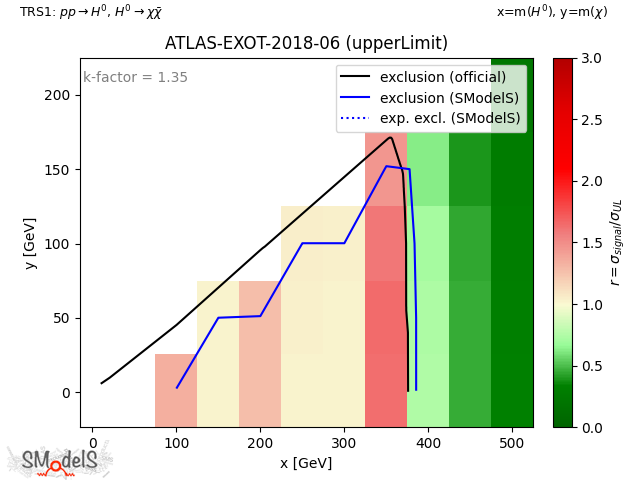 TRS1: pp → H⁰, H⁰ → χχ̄
x=m(H⁰), y=m(χ)
ATLAS-EXOT-2018-06 (upperLimit)
k-factor = 1.35
exclusion (official)
exclusion (SModelS)
exp. excl. (SModelS)
200
150
100
50
0
y [GeV]
0 100 200 300 400 500
x [GeV]
3.0
2.5
2.0
1.5
1.0
0.5
0.0
r = σ_signal/σ_UL
SModelS